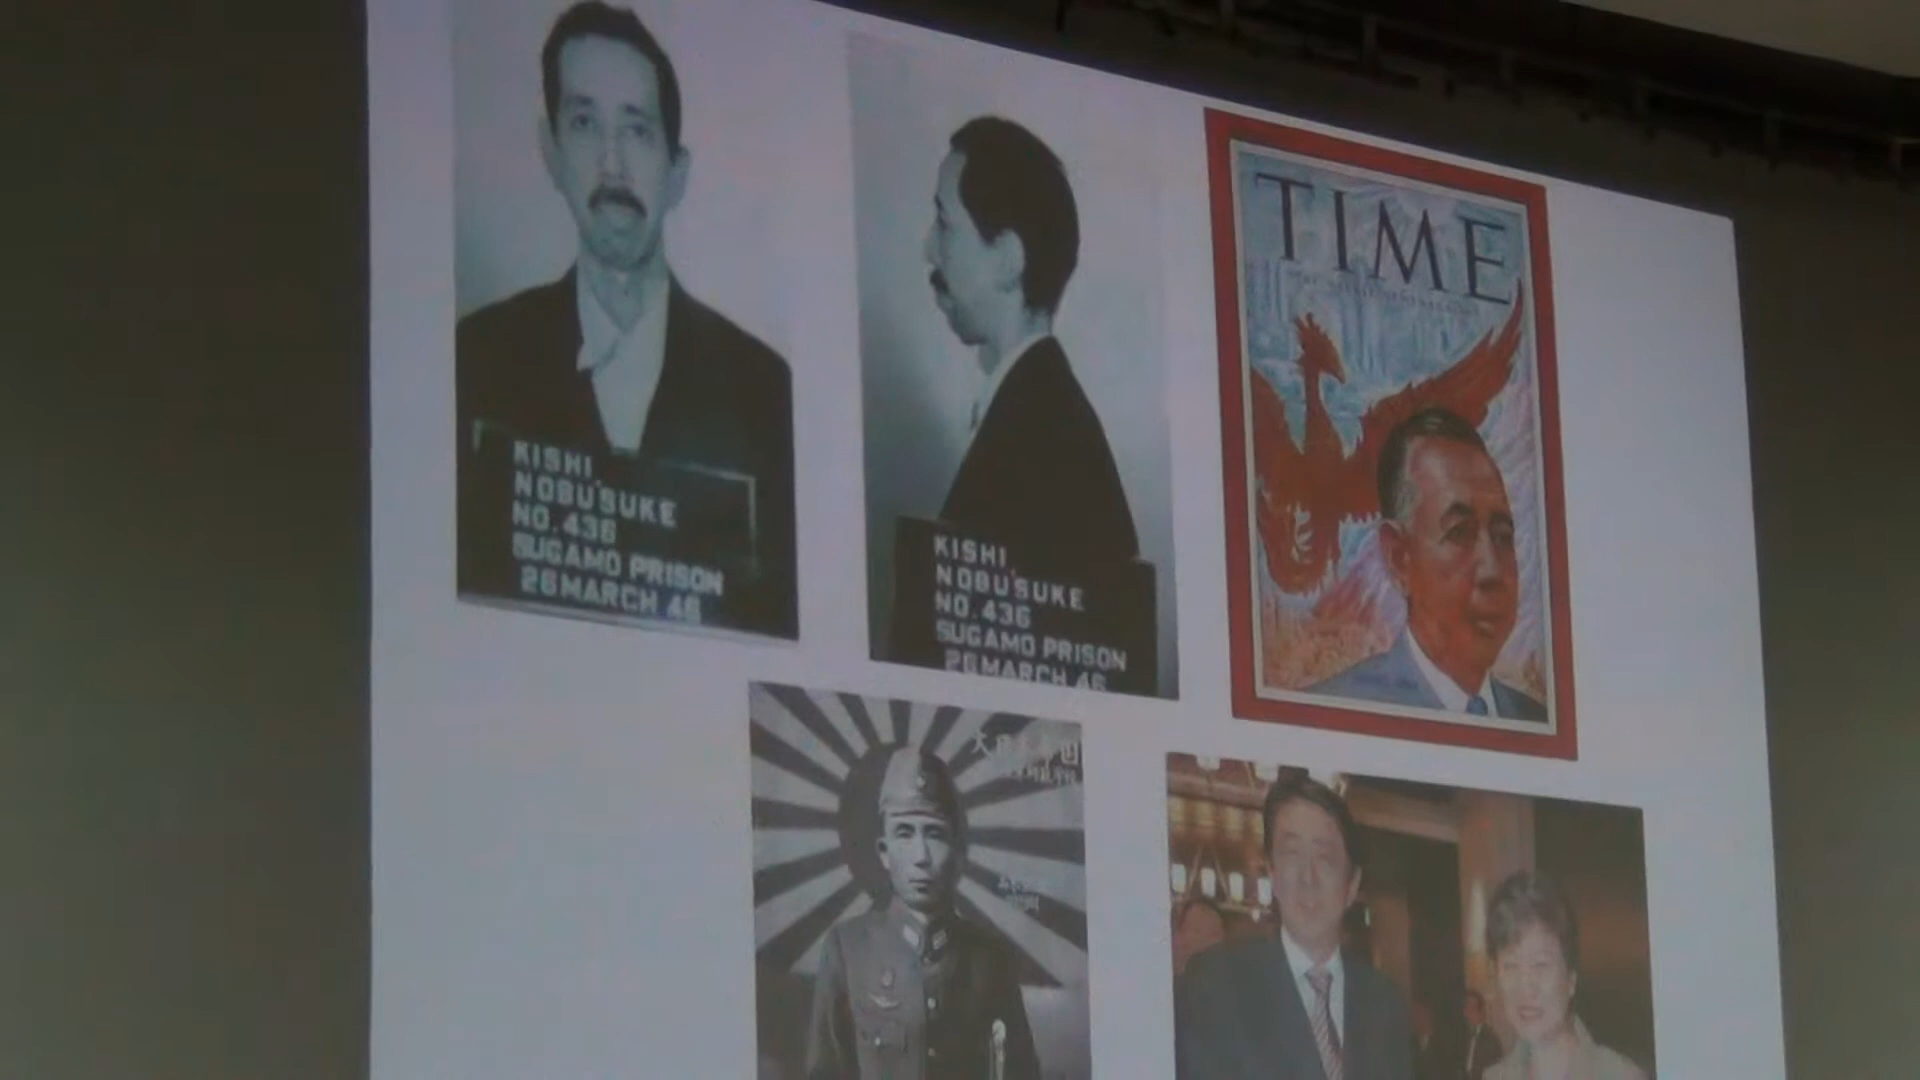 KISHI,
NOBUSUKE
NO.436
SUGAMO PRISON
26 MARCH 46
KISHI,
NOBUSUKE
NO.436
SUGAMO PRISON
26 MARCH 46
TIME